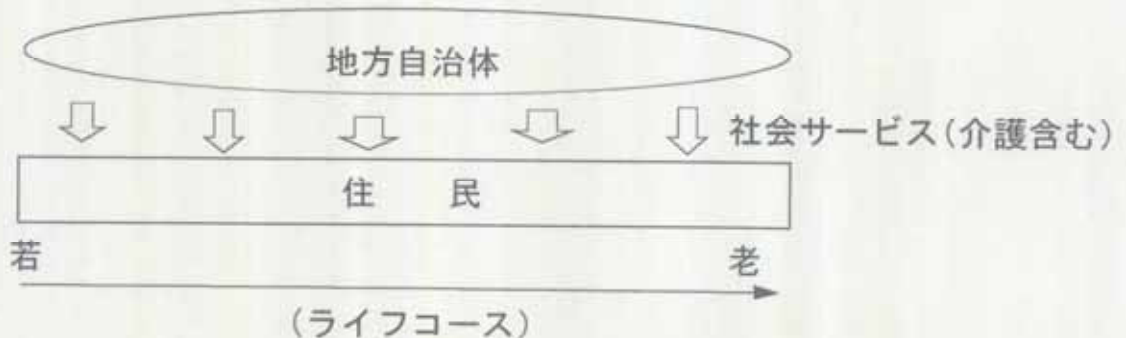 地方自治体
社会サービス(介護含む)
住 民
若 老
(ライフコース)